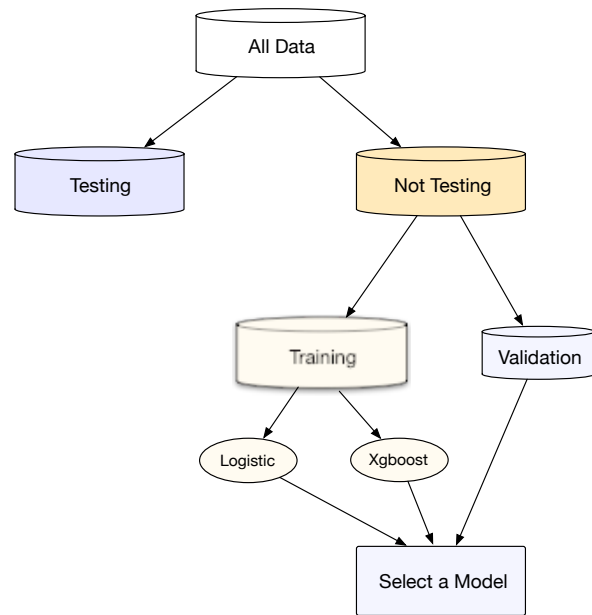 All Data
Testing
Not Testing
Training
Validation
Logistic
Xgboost
Select a Model